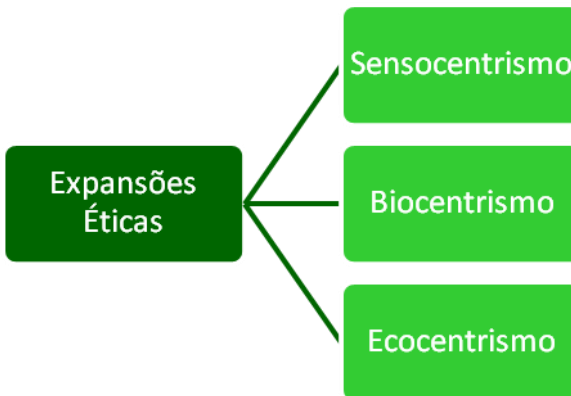 Expansões
Éticas
Sensocentrismo
Biocentrismo
Ecocentrismo